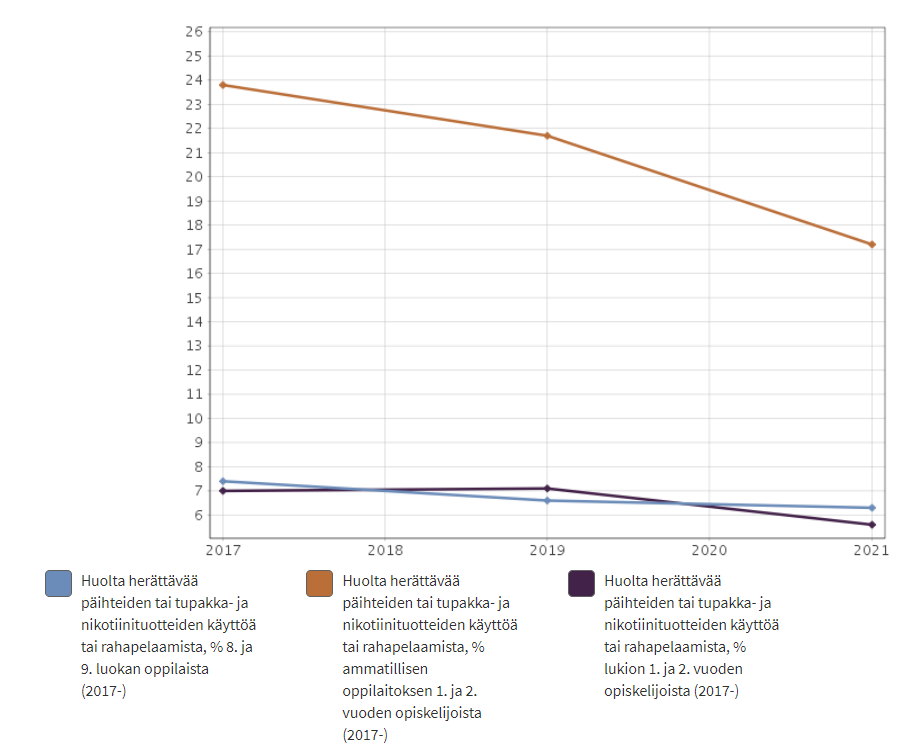 26
25
24
23
22
21
20
19
18
17
16
15
14
13
12
11
10
9
8
7
6
2017 2018 2019 2020 2021
Huolta herättävää
päihteiden tai tupakka- ja
nikotiinituotteiden käyttöä
tai rahapelaamista, % 8. ja
9. luokan oppilaista
(2017-)
Huolta herättävää
päihteiden tai tupakka- ja
nikotiinituotteiden käyttöä
tai rahapelaamista, %
ammatillisen
oppilaitoksen 1. ja 2.
vuoden opiskelijoista
(2017-)
Huolta herättävää
päihteiden tai tupakka- ja
nikotiinituotteiden käyttöä
tai rahapelaamista, %
lukion 1. ja 2. vuoden
opiskelijoista (2017-)